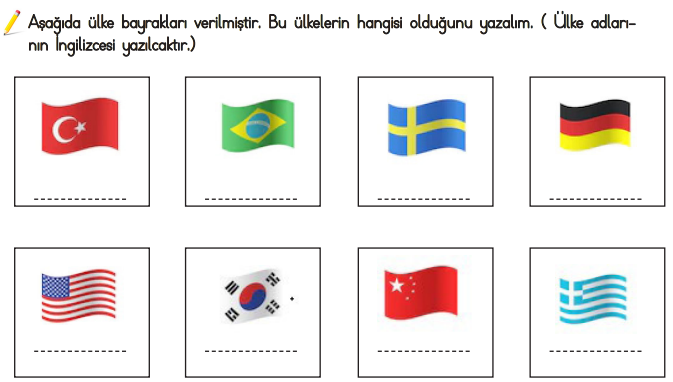 Aşağıda ülke bayrakları verilmiştir. Bu ülkelerin hangisi olduğunu yazalım. ( Ülke adları-
nın İngilizcesi yazılcaktır.)